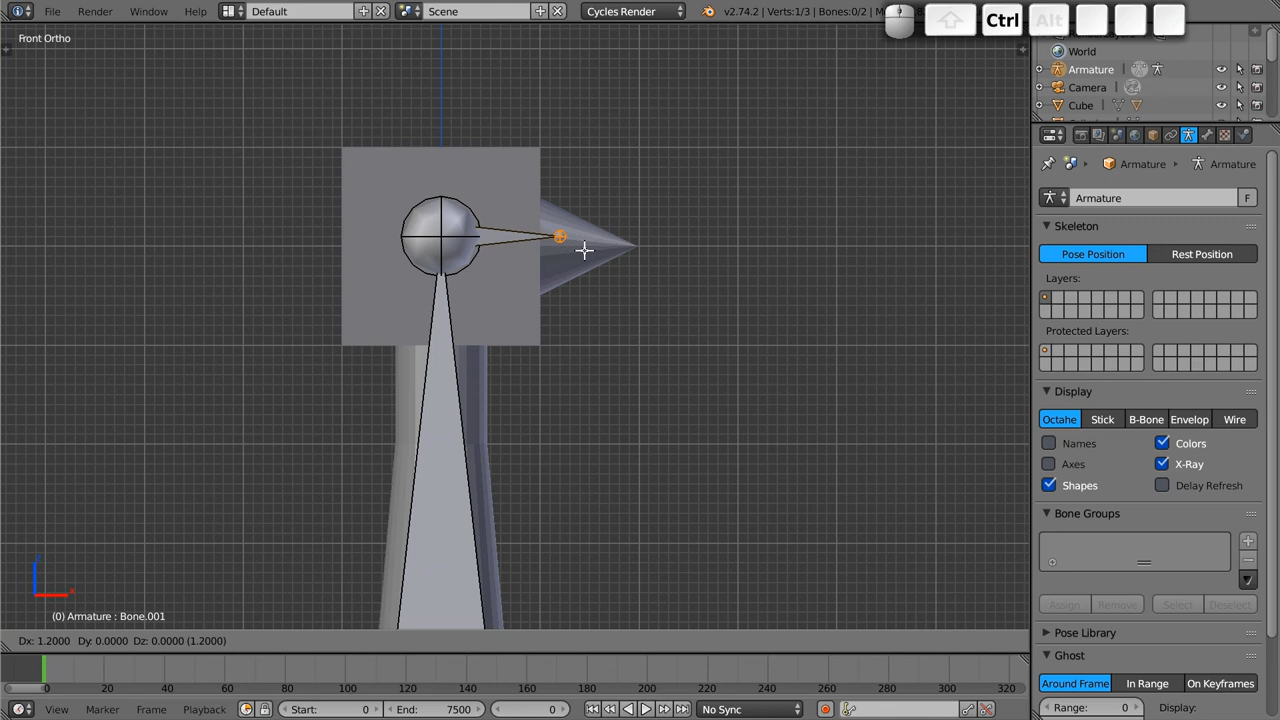 File Render Window Help Default Scene Cycles Render v2.74.2 | Verts:1/3 | Bones:0/2 | M
Ctrl Alt
Front Ortho
World
Armature
Camera
Cube
Armature Armature
Armature F
Skeleton
Pose Position Rest Position
Layers:
Protected Layers:
Display
Octahe Stick B-Bone Envelop Wire
Names Colors
Axes X-Ray
Shapes Delay Refresh
Bone Groups
Assign Remove Select Deselect
Pose Library
Ghost
Around Frame In Range On Keyframes
Range: 0 Display:
z
x
(0) Armature : Bone.001
Dx: 1.2000 Dy: 0.0000 Dz: 0.0000 (1.2000)
0 20 40 60 80 100 120 140 160 180 200 220 240 260 280 300 320
View Marker Frame Playback Start: 0 End: 7500 0 No Sync